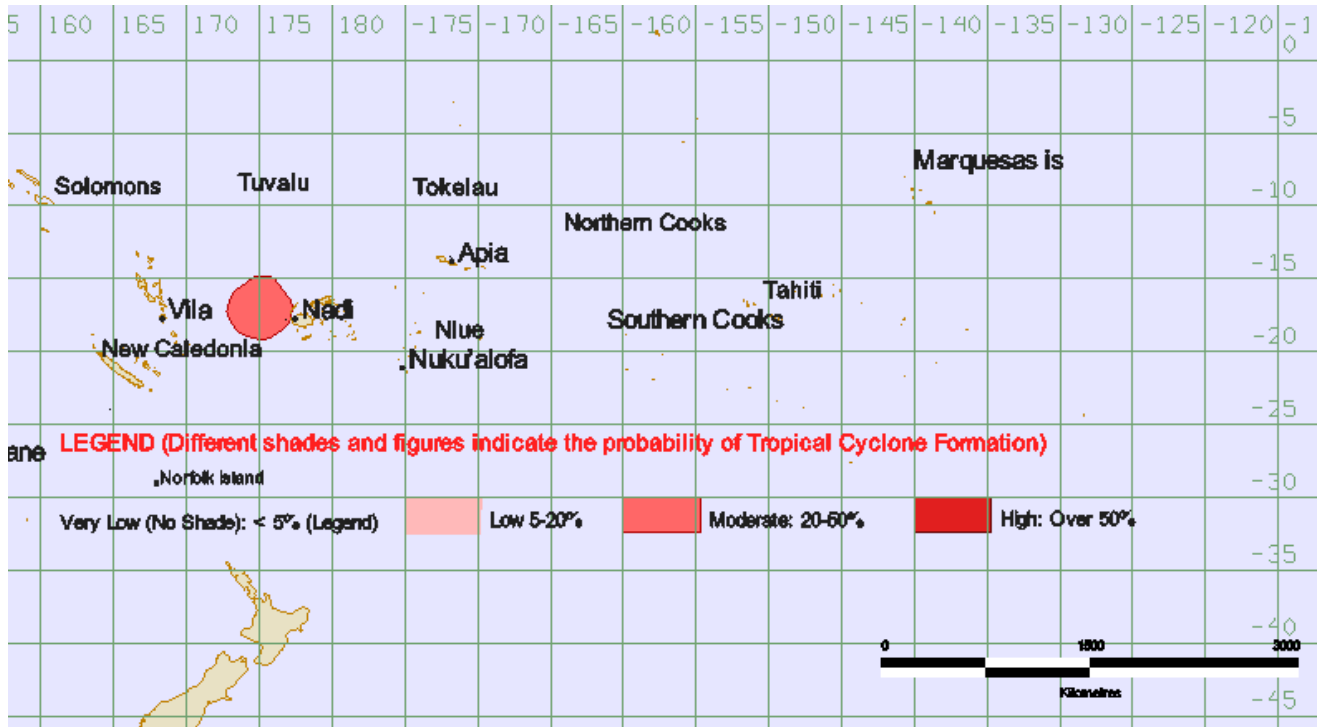 5 160 165 170 175 180 -175 -170 -165 -160 -155 -150 -145 -140 -135 -130 -125 -120 -1
0
-5
Marquesas is
Solomons Tuvalu Tokelau
-10
Northern Cooks
Apia
-15
Tahiti
Vila Nadi
Southern Cooks
Niue
-20
New Caledonia
Nuku'alofa
-25
ane LEGEND (Different shades and figures indicate the probability of Tropical Cyclone Formation)
Norfolk Island
-30
Very Low (No Shade): < 5% (Legend) Low 5-20% Moderate: 20-50% High: Over 50%
-35
-40
0 1500 3000
Kilometres
-45